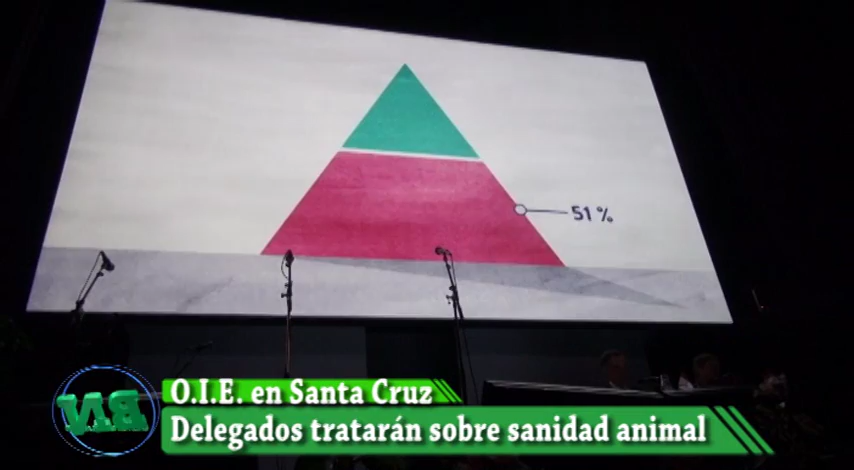 51 %
O.I.E. en Santa Cruz
Delegados tratarán sobre sanidad animal